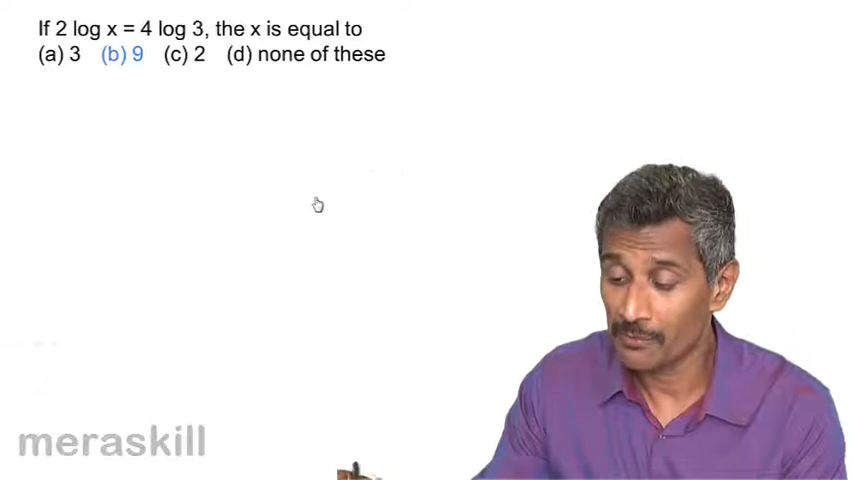 If 2 log x = 4 log 3, the x is equal to
(a) 3 (b) 9 (c) 2 (d) none of these
meraskill